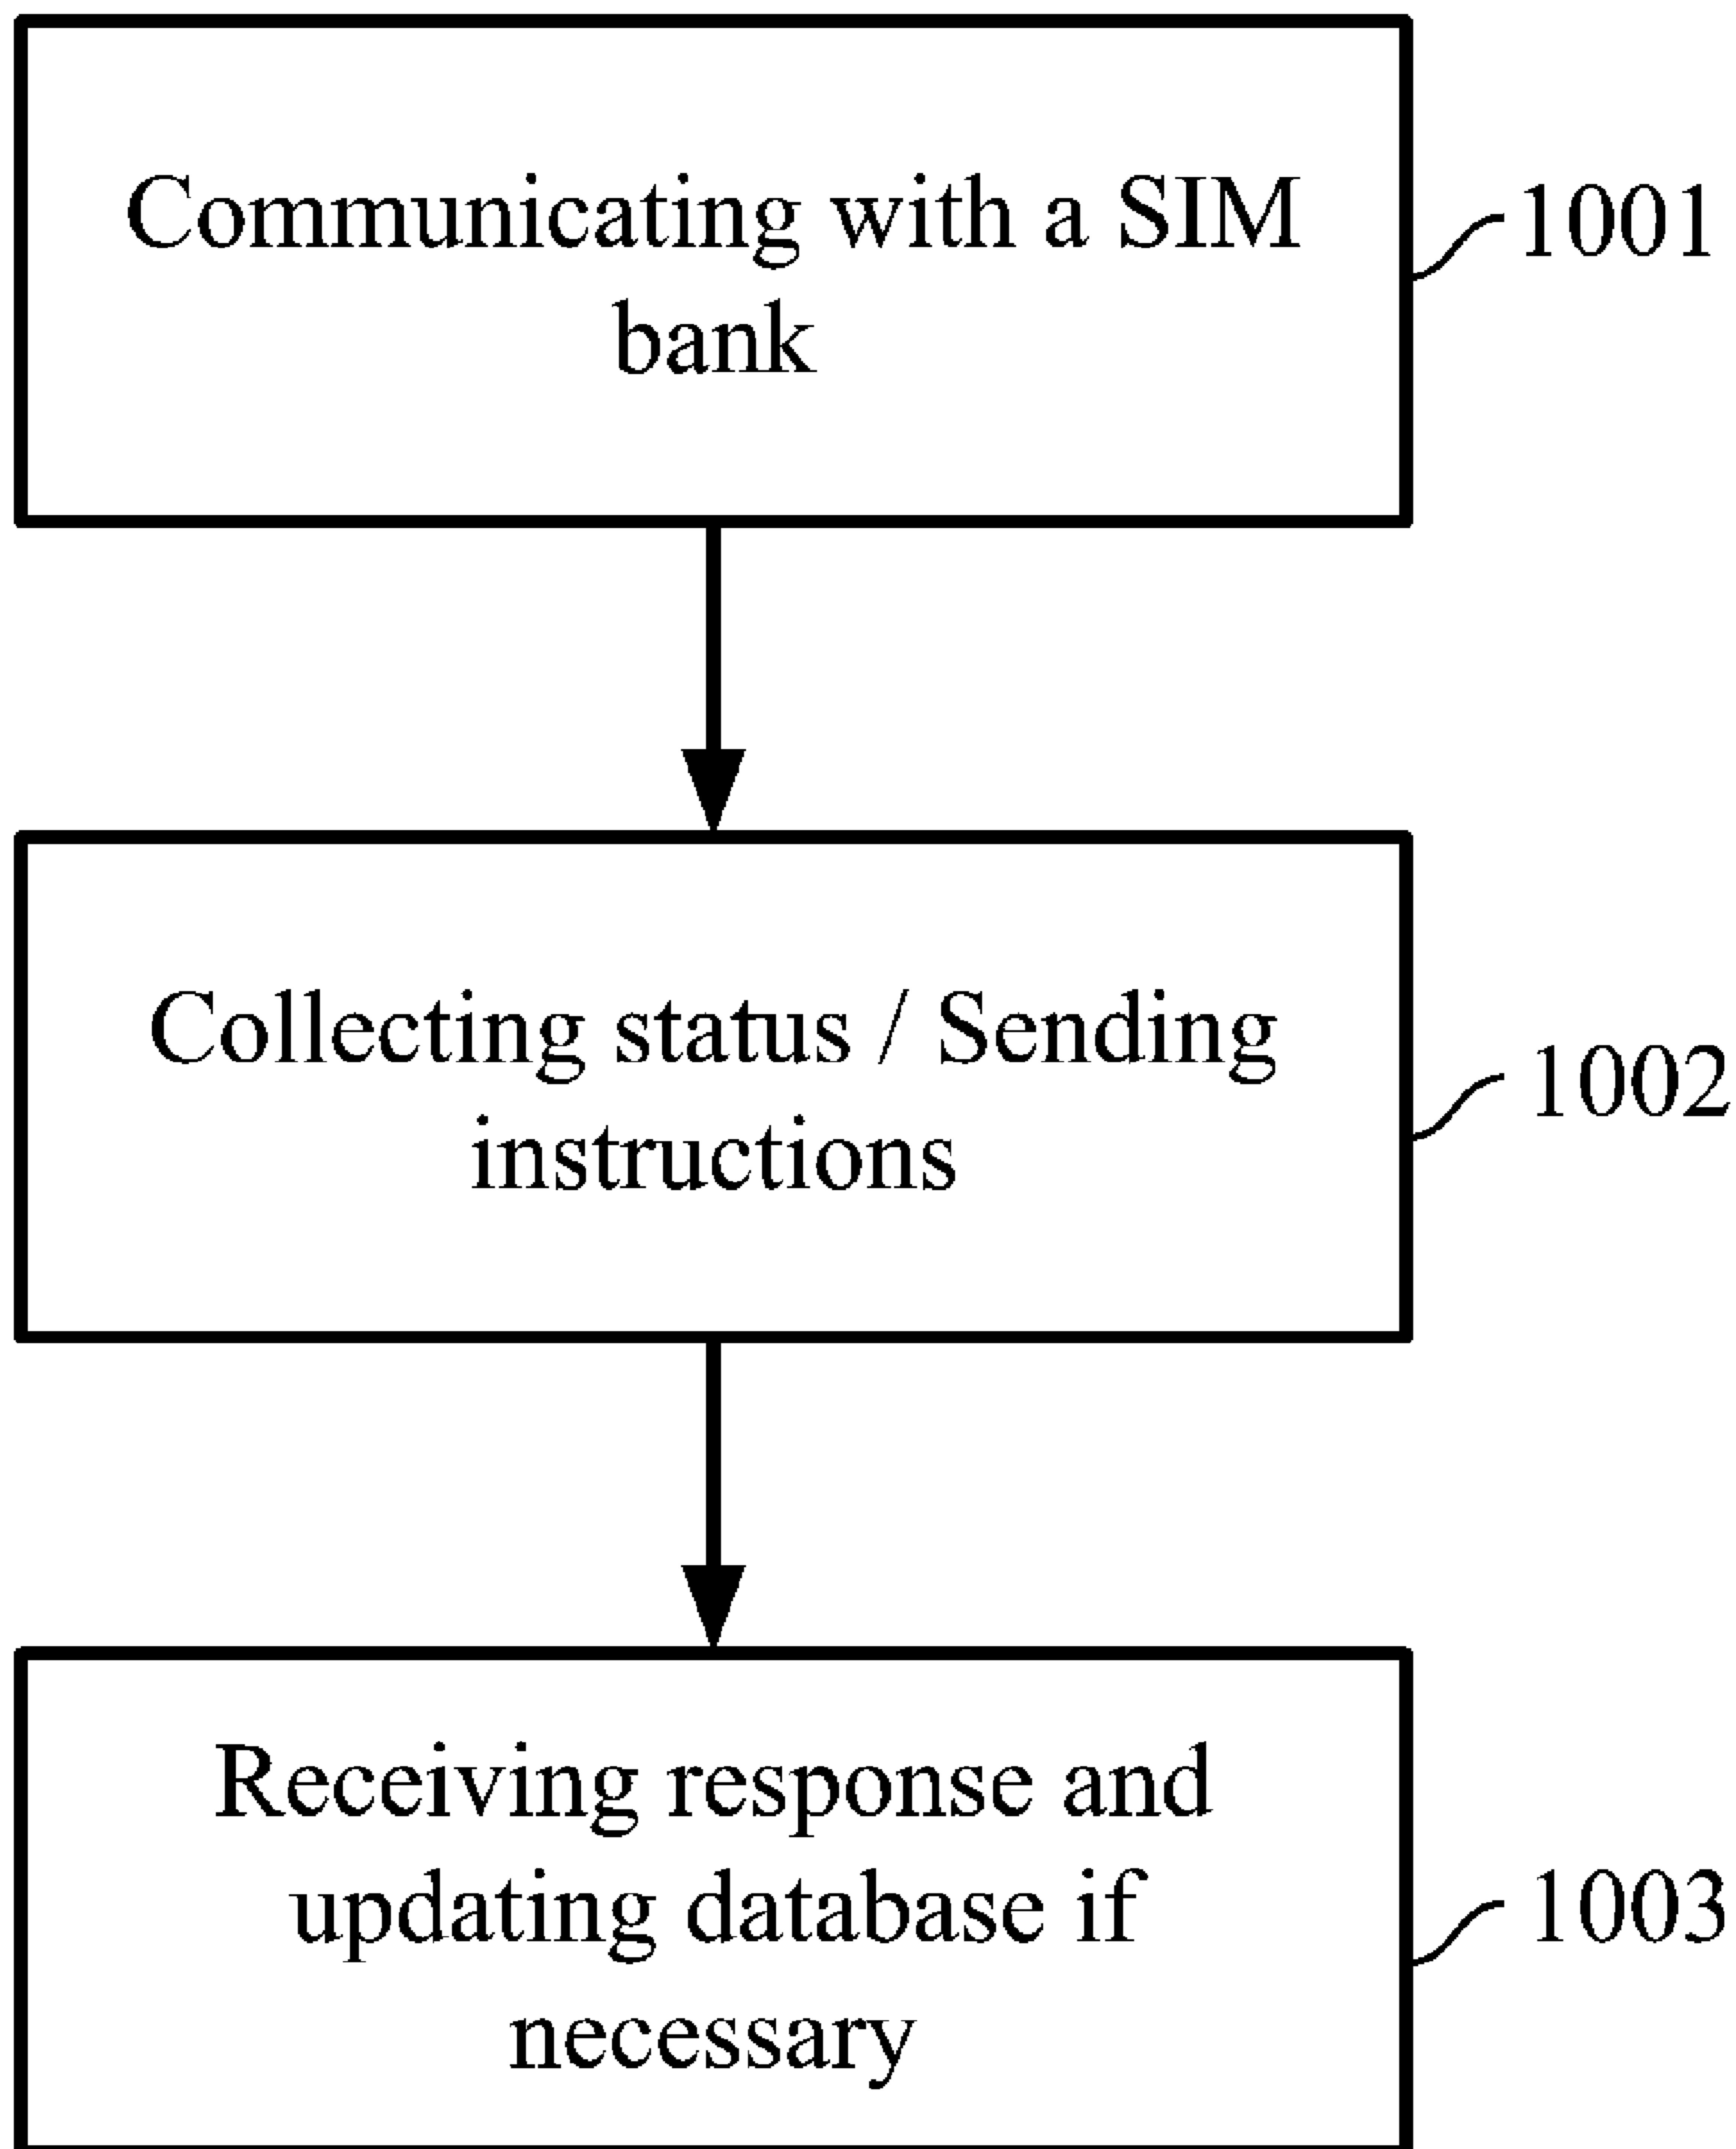 Communicating with a SIM
bank
1001
Collecting status / Sending
instructions
1002
Receiving response and
updating database if
necessary
1003